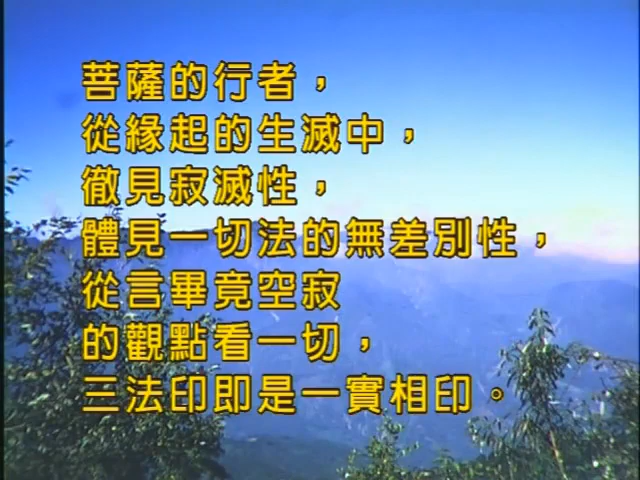 菩薩的行者，
從緣起的生滅中，
徹見寂滅性，
體見一切法的無差別性，
從言畢竟空寂
的觀點看一切，
三法印即是一實相印。